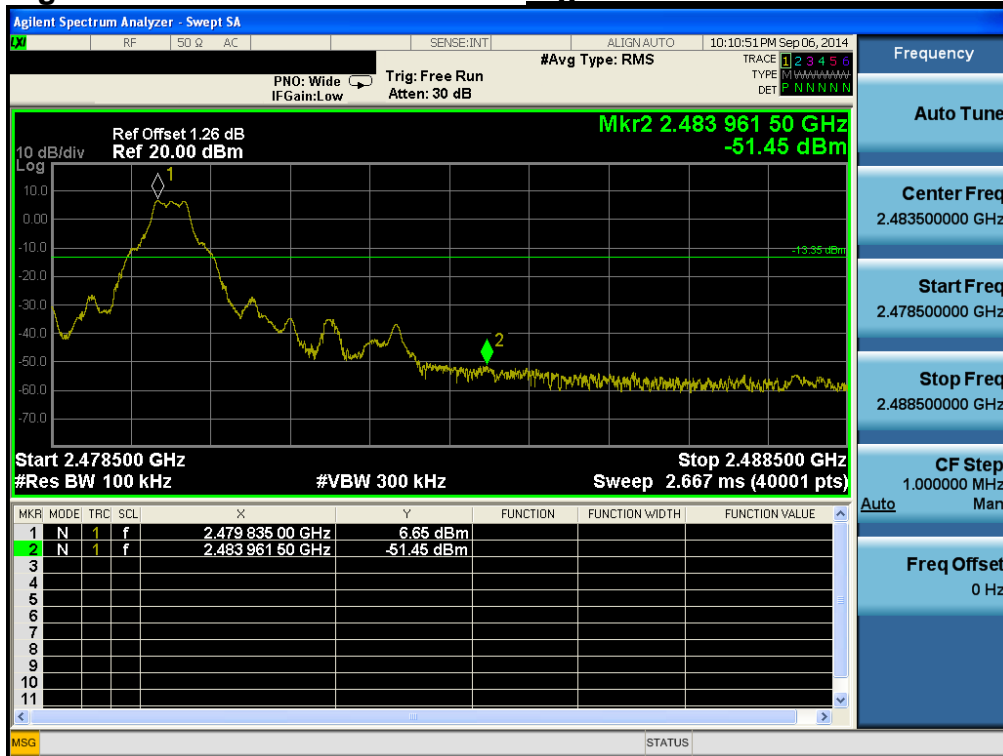 Agilent Spectrum Analyzer - Swept SA
LXI RF 50 Ω AC SENSE:INT ALIGN AUTO 10:10:51 PM Sep 06, 2014
#Avg Type: RMS TRACE 1 2 3 4 5 6
PNO: Wide Trig: Free Run TYPE M WWWWW
IFGain:Low Atten: 30 dB DET P N N N N N
Frequency
Auto Tune
Center Freq
2.483500000 GHz
Start Freq
2.478500000 GHz
Stop Freq
2.488500000 GHz
CF Step
1.000000 MHz
Auto Man
Freq Offset
0 Hz
Mkr2 2.483 961 50 GHz
-51.45 dBm
Ref Offset 1.26 dB
10 dB/div Ref 20.00 dBm
Log
1
10.0
0.00
-10.0
-13.35 dBm
-20.0
-30.0
-40.0
2
-50.0
-60.0
-70.0
Start 2.478500 GHz Stop 2.488500 GHz
#Res BW 100 kHz #VBW 300 kHz Sweep 2.667 ms (40001 pts)
MKR MODE TRC SCL X Y FUNCTION FUNCTION WIDTH FUNCTION VALUE
1 N 1 f 2.479 835 00 GHz 6.65 dBm
2 N 1 f 2.483 961 50 GHz -51.45 dBm
3
4
5
6
7
8
9
10
11
MSG STATUS